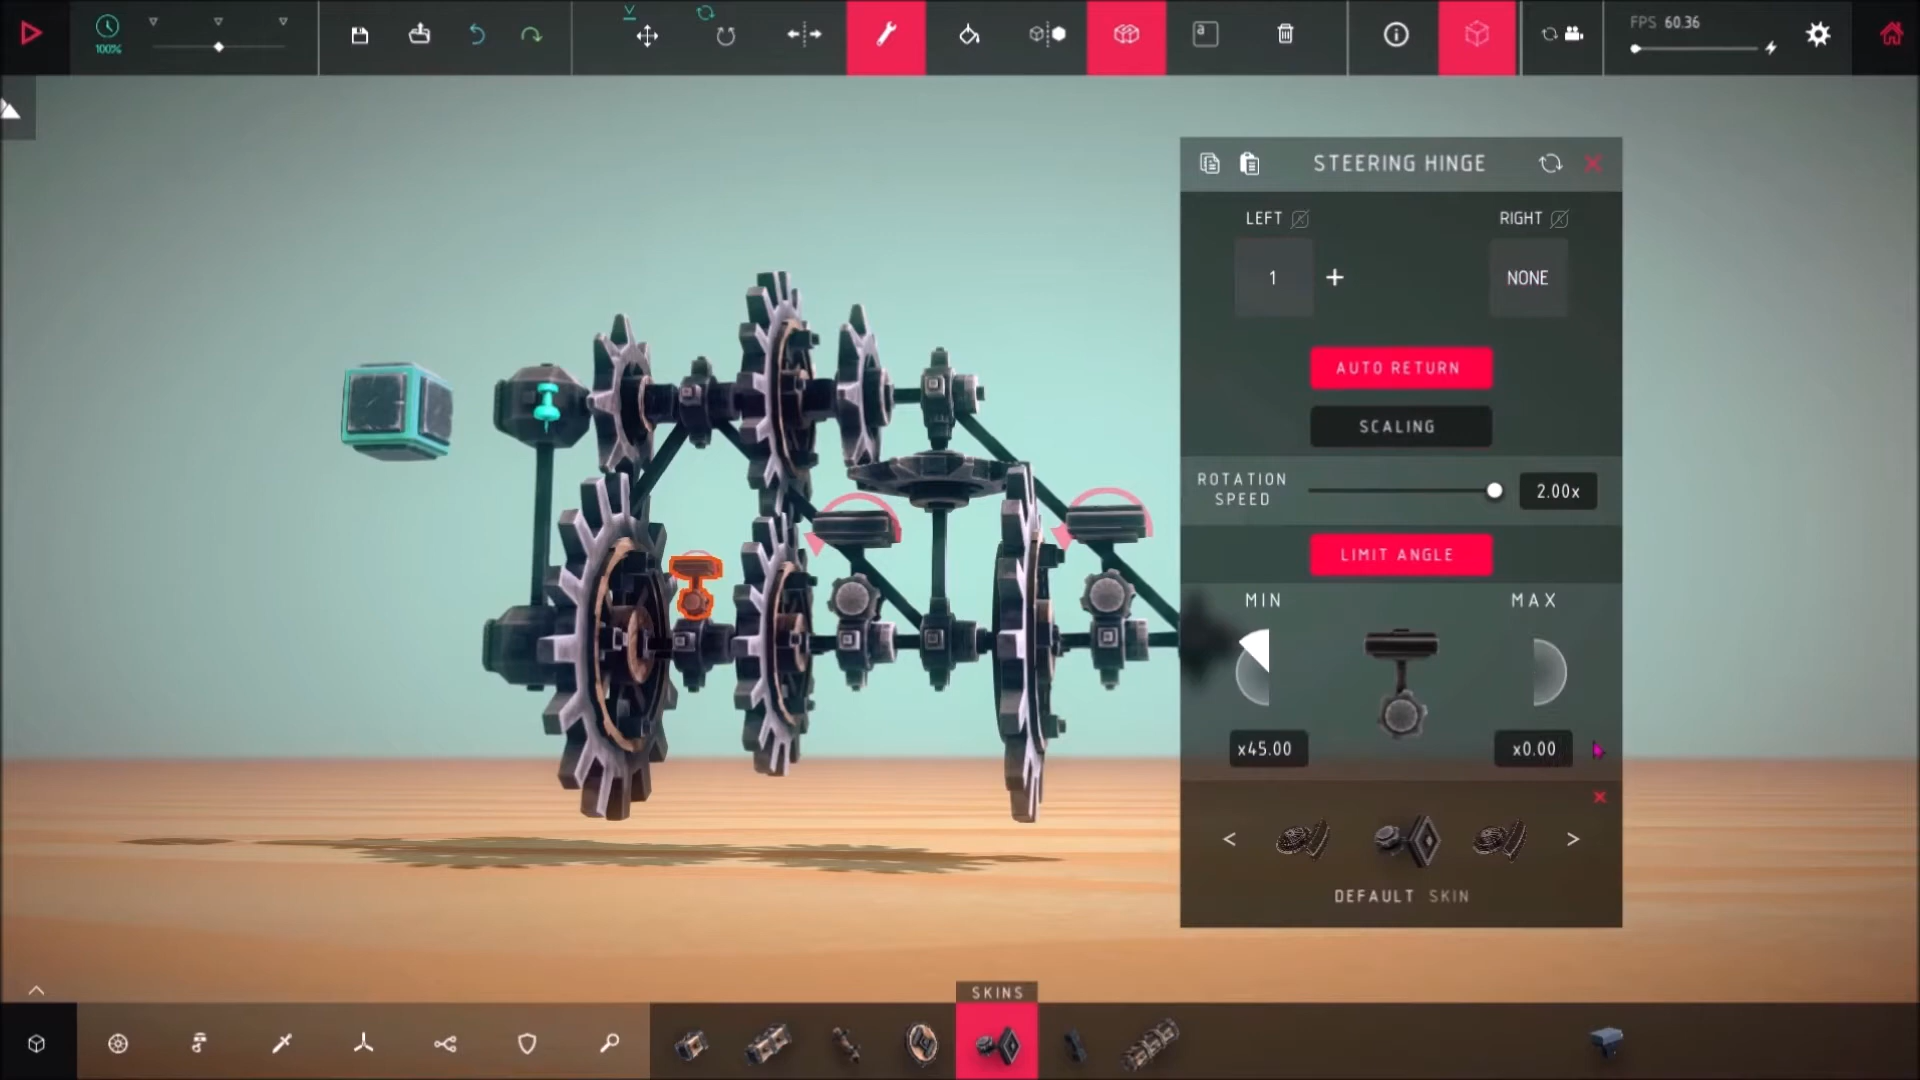 100%
FPS 60.36
STEERING HINGE
LEFT
RIGHT
1
+
NONE
AUTO RETURN
SCALING
ROTATION
SPEED
2.00x
LIMIT ANGLE
MIN
MAX
x45.00
x0.00
< >
DEFAULT SKIN
SKINS